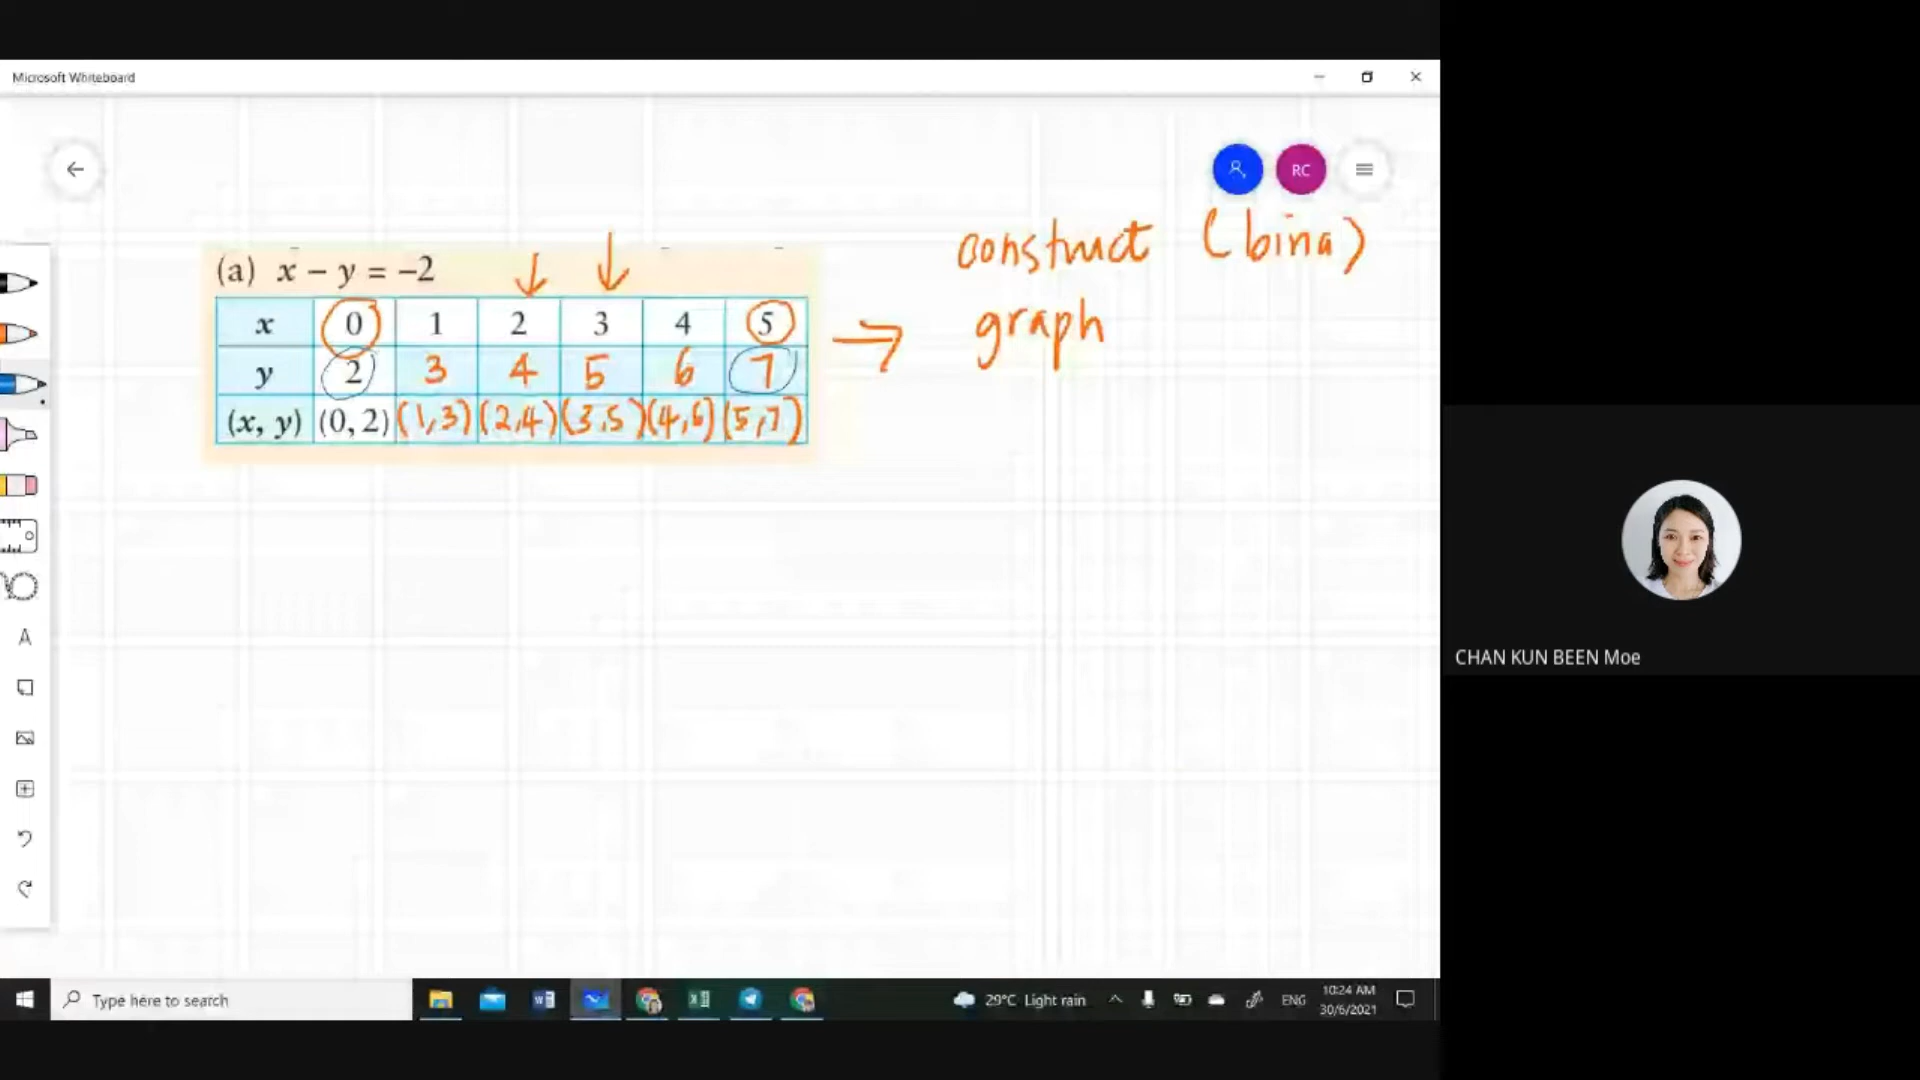 Microsoft Whiteboard
RC
construct (bina)
graph
(a) x − y = −2
x 0 1 2 3 4 5
y 2 3 4 5 6 7
(x, y) (0, 2) (1,3) (2,4) (3,5) (4,6) (5,7)
CHAN KUN BEEN Moe
Type here to search
29°C Light rain
ENG
10:24 AM
30/6/2021